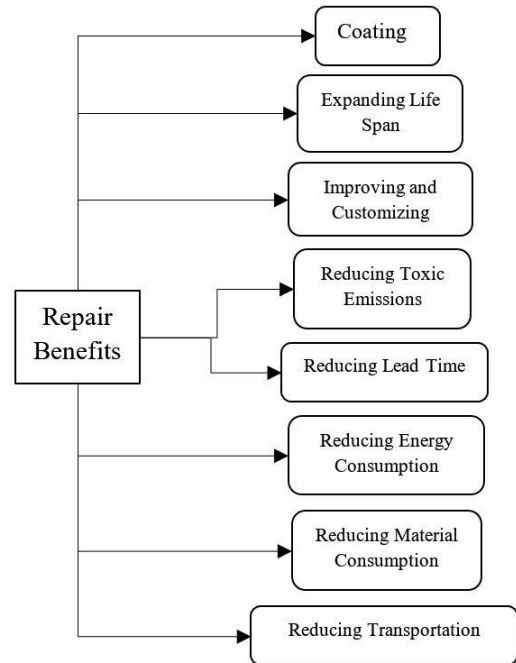 Coating
Expanding Life
Span
Improving and
Customizing
Reducing Toxic
Emissions
Repair
Benefits
Reducing Lead Time
Reducing Energy
Consumption
Reducing Material
Consumption
Reducing Transportation